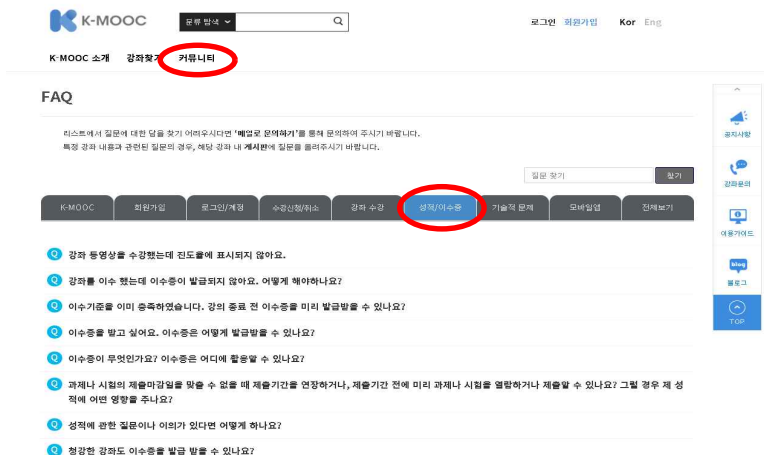 K-MOOC
분류 탐색
로그인 회원가입 Kor Eng
K-MOOC 소개 강좌찾기 커뮤니티
FAQ
리스트에서 질문에 대한 답을 찾기 어려우시다면 '메일로 문의하기'를 통해 문의하여 주시기 바랍니다.
특정 강좌 내용과 관련된 질문의 경우, 해당 강좌 내 게시판에 질문을 올려주시기 바랍니다.
질문 찾기 찾기
K-MOOC 회원가입 로그인/계정 수강신청/취소 강좌 수강 성적/이수증 기술적 문제 모바일앱 전체보기
Q 강좌 동영상을 수강했는데 진도율에 표시되지 않아요.
Q 강좌를 이수 했는데 이수증이 발급되지 않아요. 어떻게 해야하나요?
Q 이수기준을 이미 충족하였습니다. 강의 종료 전 이수증을 미리 발급받을 수 있나요?
Q 이수증을 받고 싶어요. 이수증은 어떻게 발급받을 수 있나요?
Q 이수증이 무엇인가요? 이수증은 어디에 활용할 수 있나요?
Q 과제나 시험의 제출마감일을 맞출 수 없을 때 제출기간을 연장하거나, 제출기간 전에 미리 과제나 시험을 열람하거나 제출할 수 있나요? 그럴 경우 제 성
적에 어떤 영향을 주나요?
Q 성적에 관한 질문이나 이의가 있다면 어떻게 하나요?
Q 청강한 강좌도 이수증을 발급 받을 수 있나요?
공지사항
강좌문의
이용가이드
blog
블로그
TOP